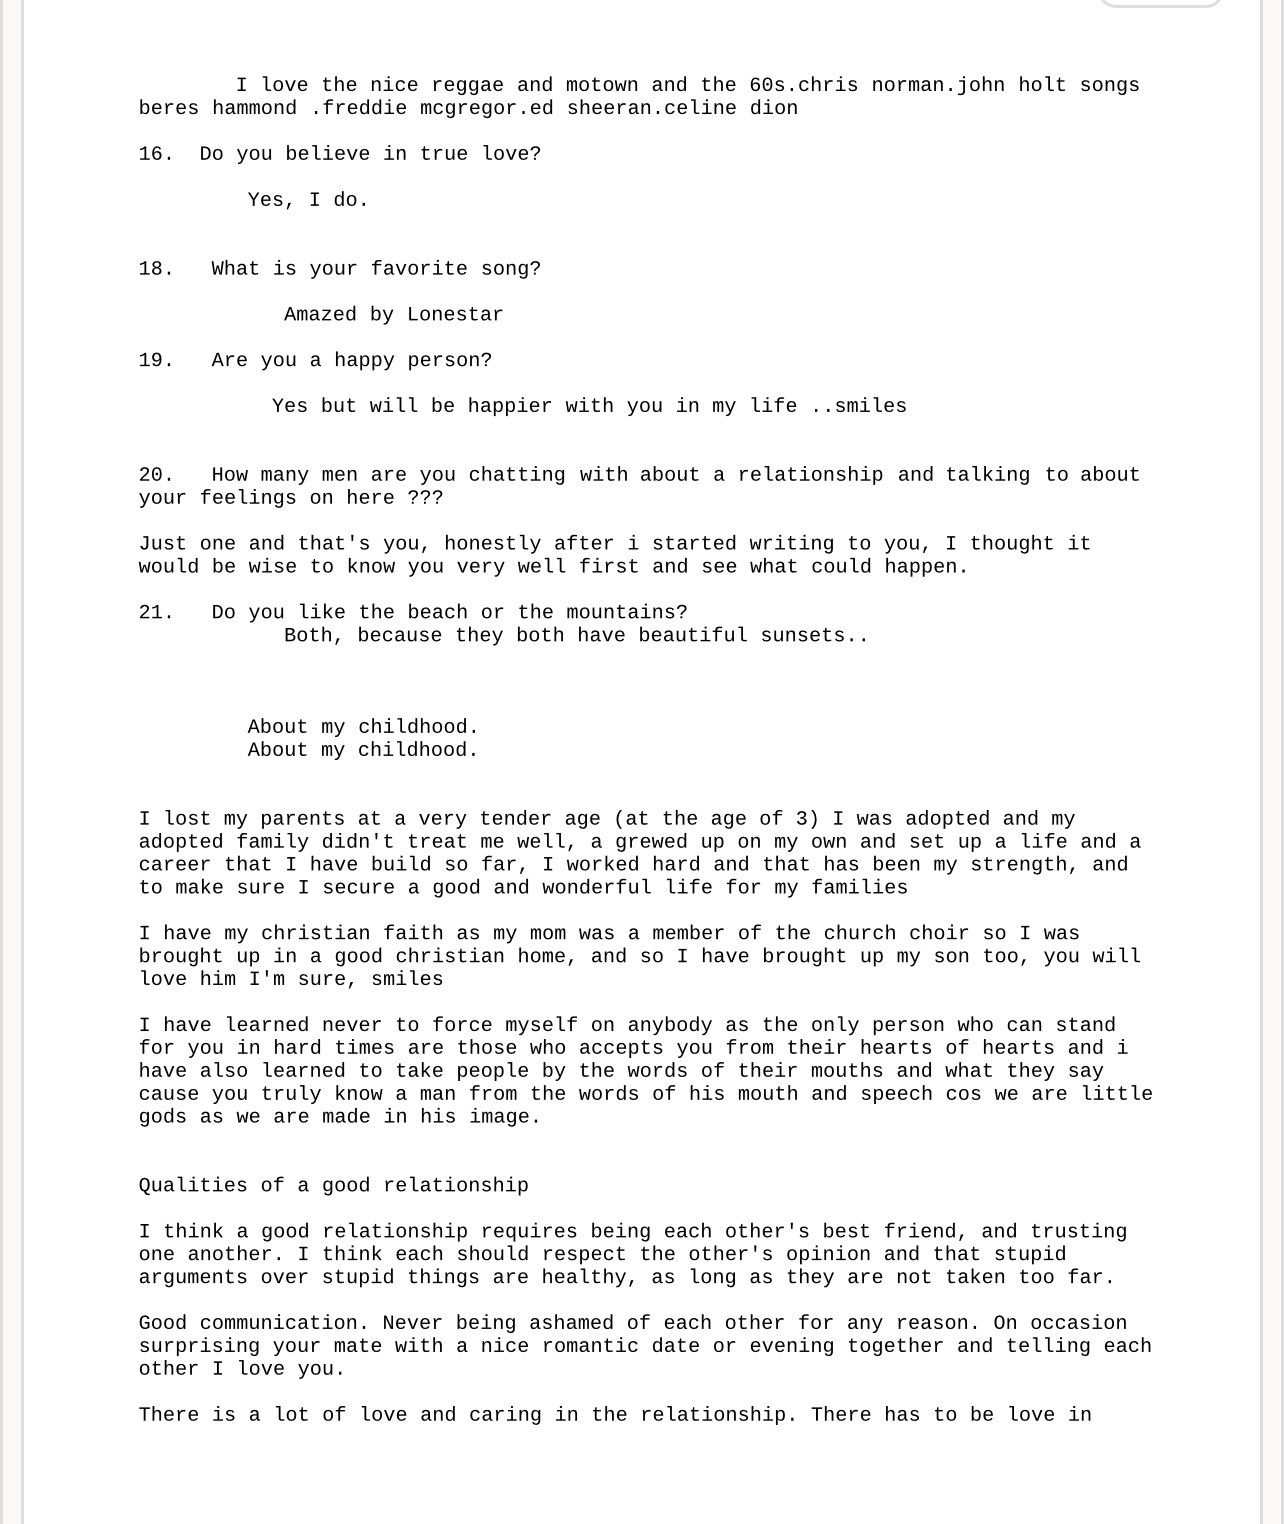 I love the nice reggae and motown and the 60s.chris norman.john holt songs
beres hammond .freddie mcgregor.ed sheeran.celine dion
16.  Do you believe in true love?
Yes, I do.
18.   What is your favorite song?
Amazed by Lonestar
19.   Are you a happy person?
Yes but will be happier with you in my life ..smiles
20.   How many men are you chatting with about a relationship and talking to about
your feelings on here ???
Just one and that's you, honestly after i started writing to you, I thought it
would be wise to know you very well first and see what could happen.
21.   Do you like the beach or the mountains?
Both, because they both have beautiful sunsets..
About my childhood.
About my childhood.
I lost my parents at a very tender age (at the age of 3) I was adopted and my
adopted family didn't treat me well, a grewed up on my own and set up a life and a
career that I have build so far, I worked hard and that has been my strength, and
to make sure I secure a good and wonderful life for my families
I have my christian faith as my mom was a member of the church choir so I was
brought up in a good christian home, and so I have brought up my son too, you will
love him I'm sure, smiles
I have learned never to force myself on anybody as the only person who can stand
for you in hard times are those who accepts you from their hearts of hearts and i
have also learned to take people by the words of their mouths and what they say
cause you truly know a man from the words of his mouth and speech cos we are little
gods as we are made in his image.
Qualities of a good relationship
I think a good relationship requires being each other's best friend, and trusting
one another. I think each should respect the other's opinion and that stupid
arguments over stupid things are healthy, as long as they are not taken too far.
Good communication. Never being ashamed of each other for any reason. On occasion
surprising your mate with a nice romantic date or evening together and telling each
other I love you.
There is a lot of love and caring in the relationship. There has to be love in